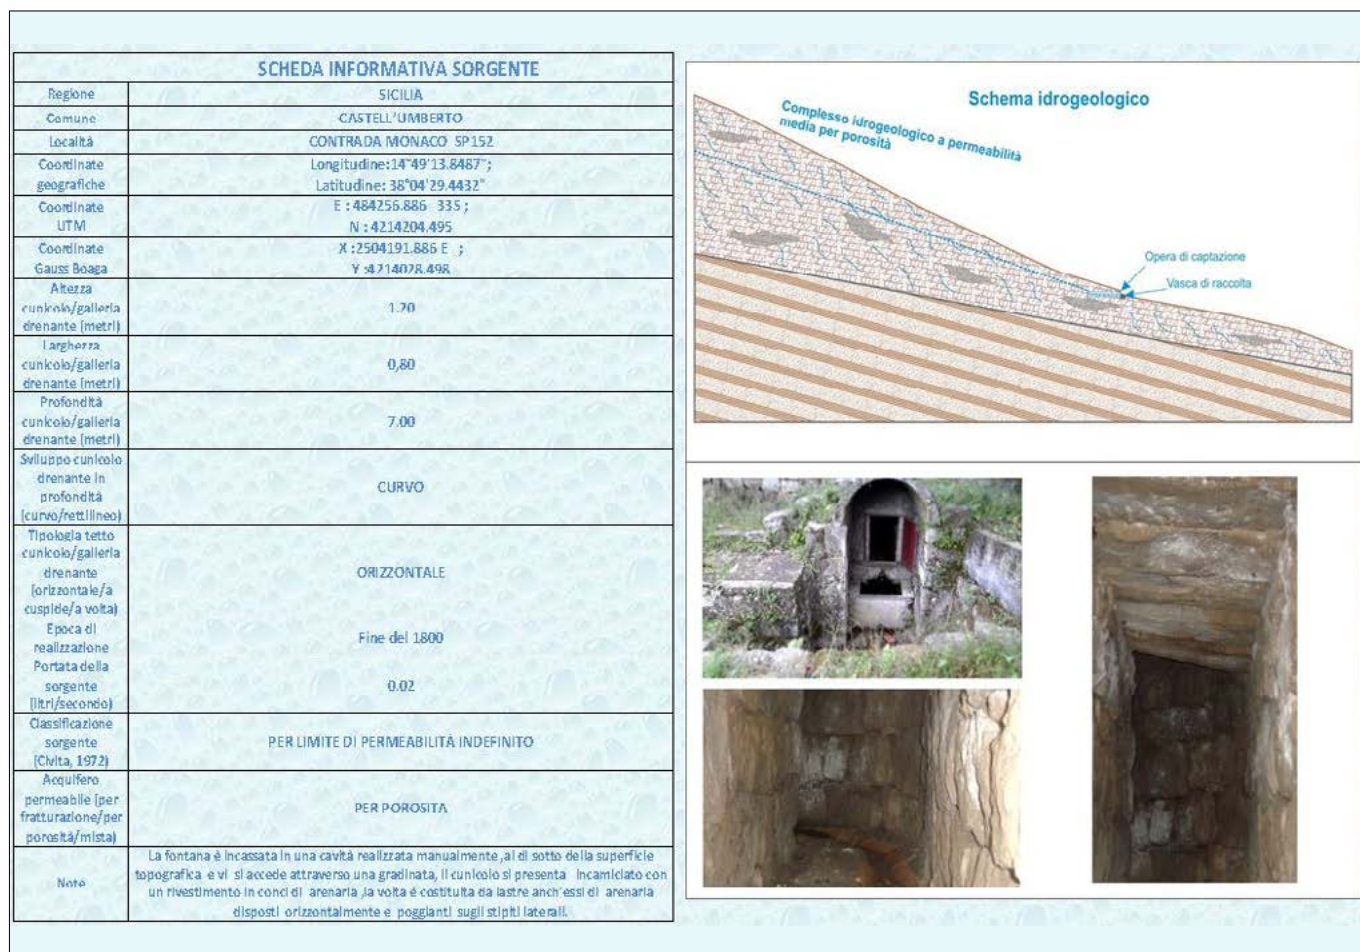 SCHEDA INFORMATIVA SORGENTE
Regione
SICILIA
Comune
CASTELL'UMBERTO
Località
CONTRADA MONACO SP152
Coordinate
geografiche
Longitudine:14°49'13.8487";
Latitudine: 38°04'29.4432"
Coordinate
UTM
E : 484256.886 33S ;
N : 4214204.495
Coordinate
Gauss Boaga
X :2504191.886 E ;
Y :4214028.498
Altezza
cunicolo/galleria
drenante (metri)
1.20
Larghezza
cunicolo/galleria
drenante (metri)
0,80
Profondità
cunicolo/galleria
drenante (metri)
7.00
Sviluppo cunicolo
drenante in
profondità
(curvo/rettilineo)
CURVO
Tipologia tetto
cunicolo/galleria
drenante
(orizzontale/a
cuspide/a volta)
ORIZZONTALE
Epoca di
realizzazione
Fine del 1800
Portata della
sorgente
(litri/secondo)
0.02
Classificazione
sorgente
(Civita, 1972)
PER LIMITE DI PERMEABILITÀ INDEFINITO
Acquifero
permeabile (per
fratturazione/per
porosità/mista)
PER POROSITA
Note
La fontana è incassata in una cavità realizzata manualmente ,al di sotto della superficie
topografica e vi si accede attraverso una gradinata, il cunicolo si presenta incamiciato con
un rivestimento in conci di arenaria ,la volta è costituita da lastre anch'essi di arenaria
disposti orizzontalmente e poggianti sugli stipiti laterali.
Schema idrogeologico
Complesso idrogeologico a permeabilità
media per porosità
Opera di captazione
Vasca di raccolta